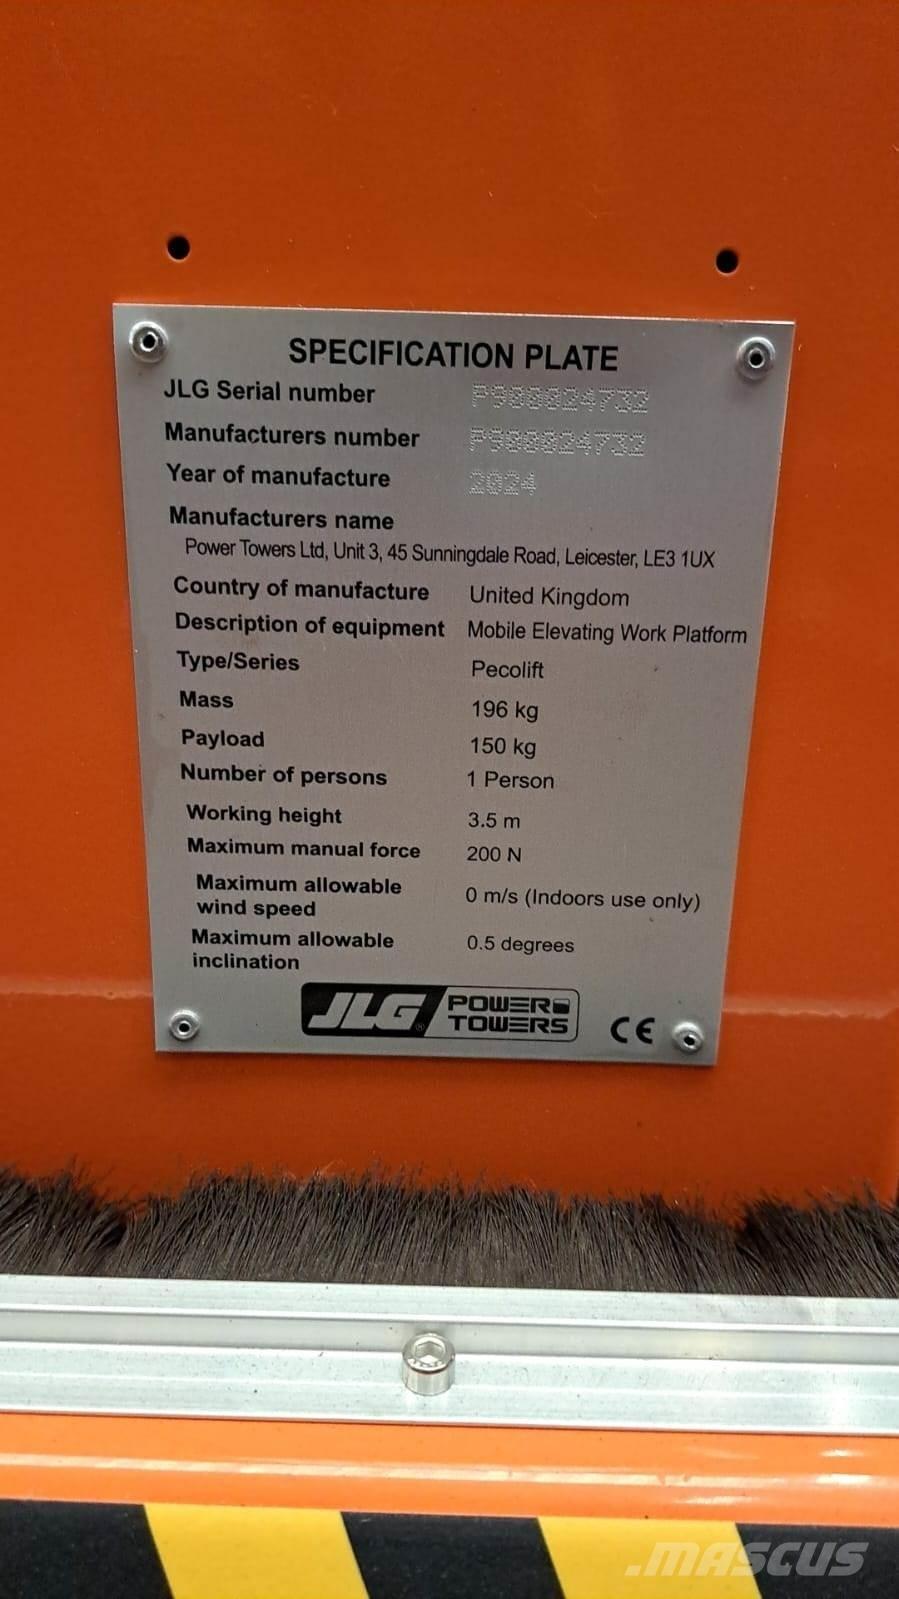 SPECIFICATION PLATE
JLG Serial number P900024732
Manufacturers number P900024732
Year of manufacture 2024
Manufacturers name
Power Towers Ltd, Unit 3, 45 Sunningdale Road, Leicester, LE3 1UX
Country of manufacture United Kingdom
Description of equipment Mobile Elevating Work Platform
Type/Series Pecolift
Mass 196 kg
Payload 150 kg
Number of persons 1 Person
Working height 3.5 m
Maximum manual force 200 N
Maximum allowable
wind speed 0 m/s (Indoors use only)
Maximum allowable
inclination 0.5 degrees
JLG® POWER
TOWERS CE
MASCUS